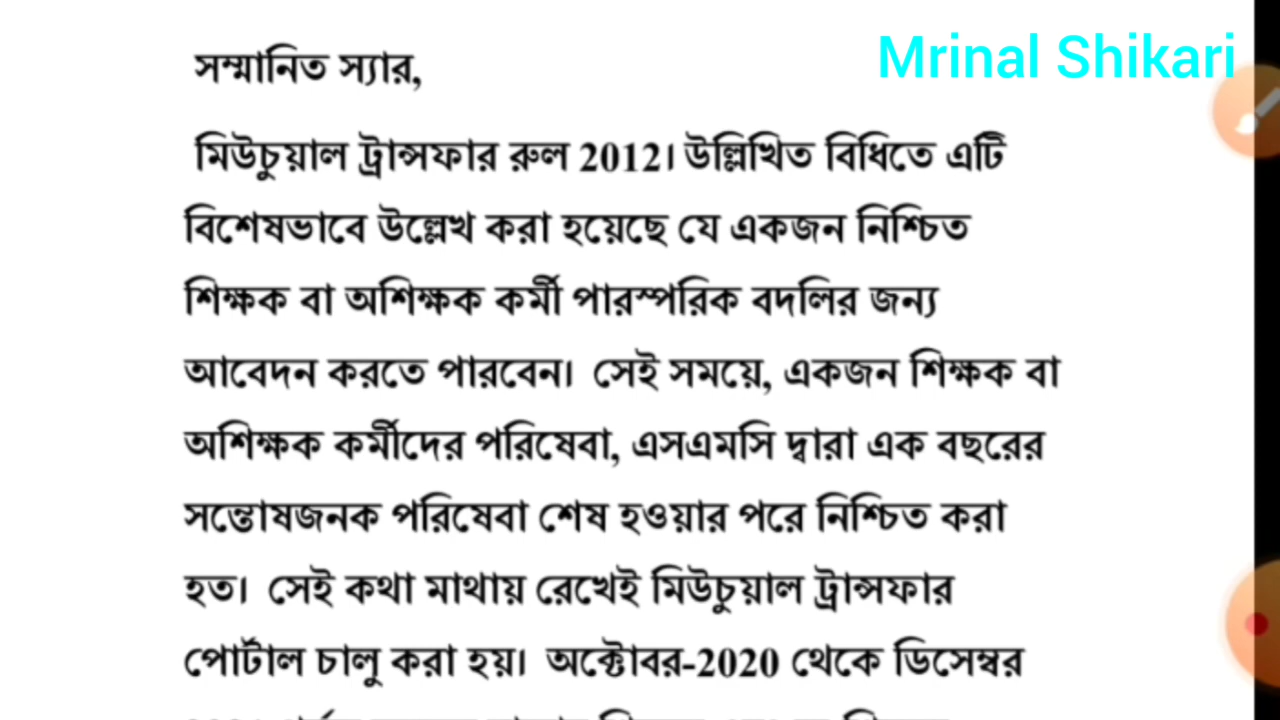 Mrinal Shikari
সম্মানিত স্যার,
মিউচুয়াল ট্রান্সফার রুল 2012। উল্লিখিত বিধিতে এটি
বিশেষভাবে উল্লেখ করা হয়েছে যে একজন নিশ্চিত
শিক্ষক বা অশিক্ষক কর্মী পারস্পরিক বদলির জন্য
আবেদন করতে পারবেন। সেই সময়ে, একজন শিক্ষক বা
অশিক্ষক কর্মীদের পরিষেবা, এসএমসি দ্বারা এক বছরের
সন্তোষজনক পরিষেবা শেষ হওয়ার পরে নিশ্চিত করা
হত। সেই কথা মাথায় রেখেই মিউচুয়াল ট্রান্সফার
পোর্টাল চালু করা হয়। অক্টোবর-2020 থেকে ডিসেম্বর